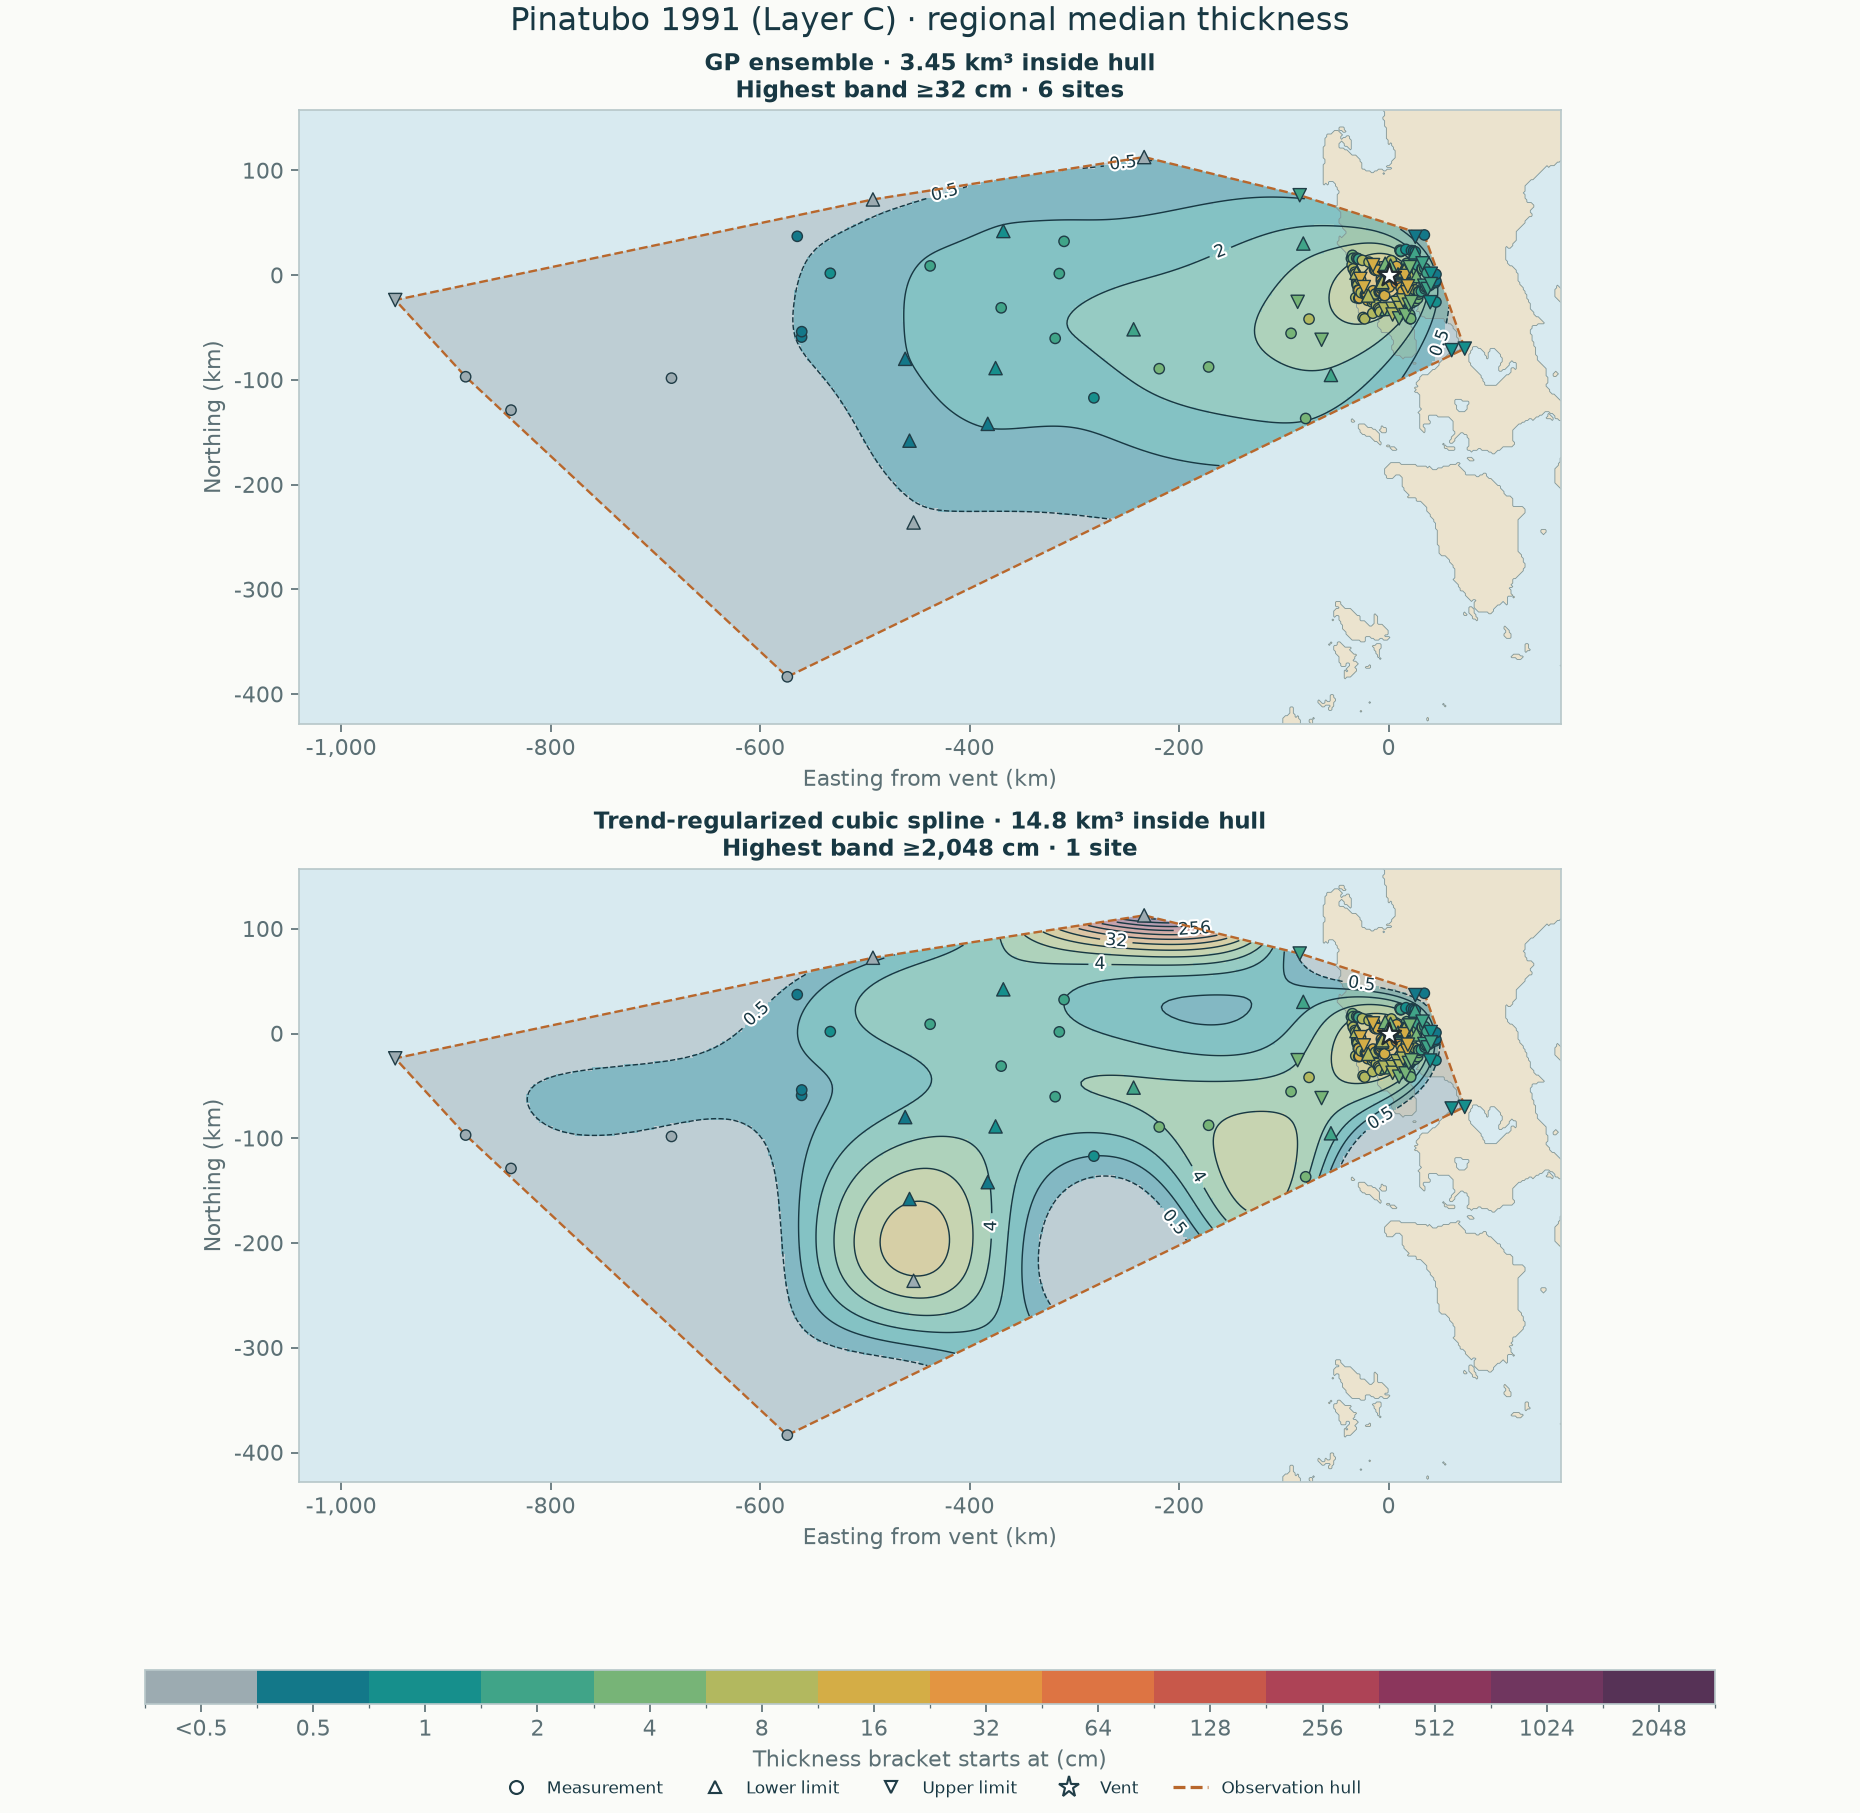 Pinatubo 1991 (Layer C) · regional median thickness
GP ensemble · 3.45 km³ inside hull
Highest band ≥32 cm · 6 sites
0.5
0.5
2
0.5
100
0
-100
-200
-300
-400
Northing (km)
-1,000 -800 -600 -400 -200 0
Easting from vent (km)
Trend-regularized cubic spline · 14.8 km³ inside hull
Highest band ≥2,048 cm · 1 site
256
32
4
0.5
0.5
0.5
4
4
0.5
100
0
-100
-200
-300
-400
Northing (km)
-1,000 -800 -600 -400 -200 0
Easting from vent (km)
<0.5 0.5 1 2 4 8 16 32 64 128 256 512 1024 2048
Thickness bracket starts at (cm)
Measurement Lower limit Upper limit Vent Observation hull